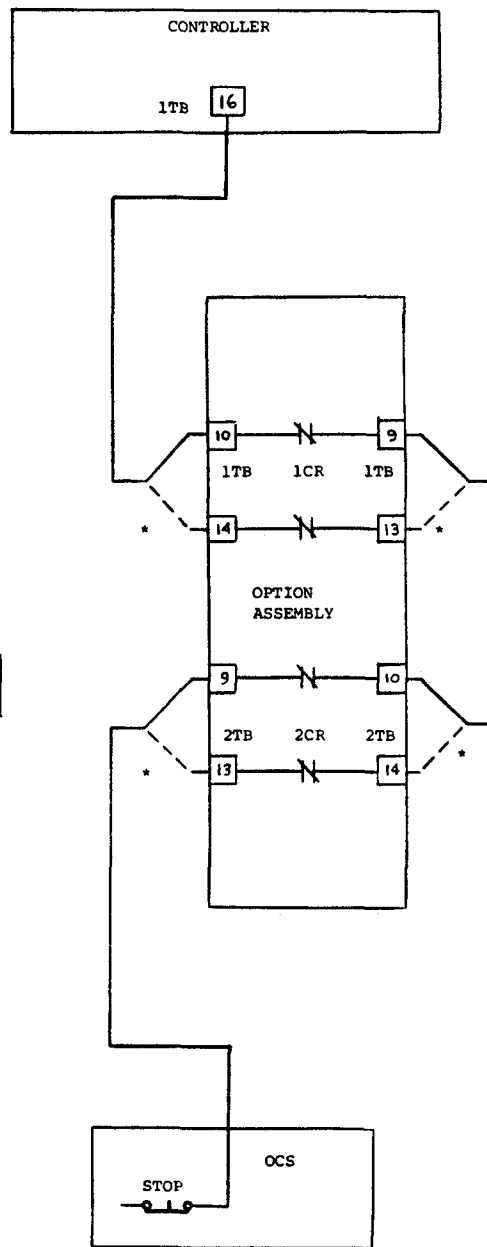 CONTROLLER
1TB 16
10 9
1TB 1CR 1TB
* 14 13 *
OPTION
ASSEMBLY
9 10
2TB 2CR 2TB
* 13 14 *
OCS
STOP